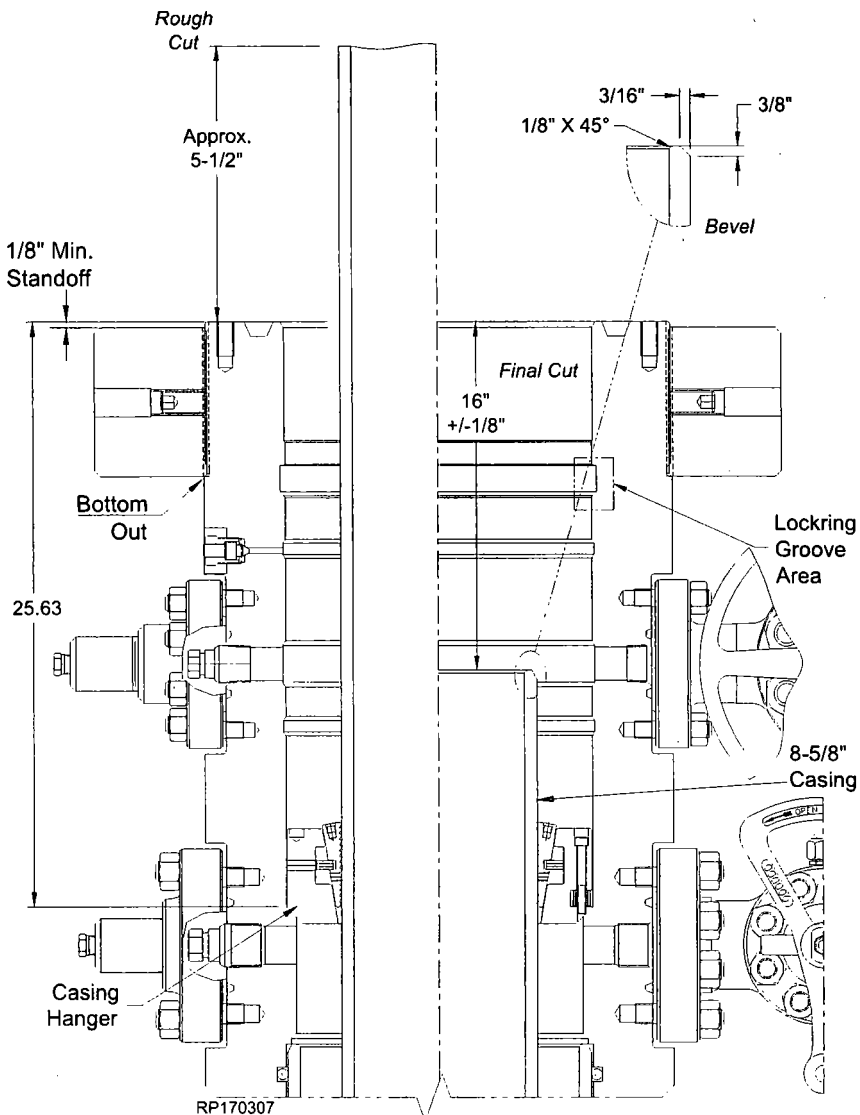 Rough
Cut
3/16"
3/8"
1/8" X 45°
Approx.
5-1/2"
Bevel
1/8" Min.
Standoff
Final Cut
16"
+/-1/8"
Bottom
Out
Lockring
Groove
Area
25.63
8-5/8"
Casing
OPEN
Casing
Hanger
RP170307